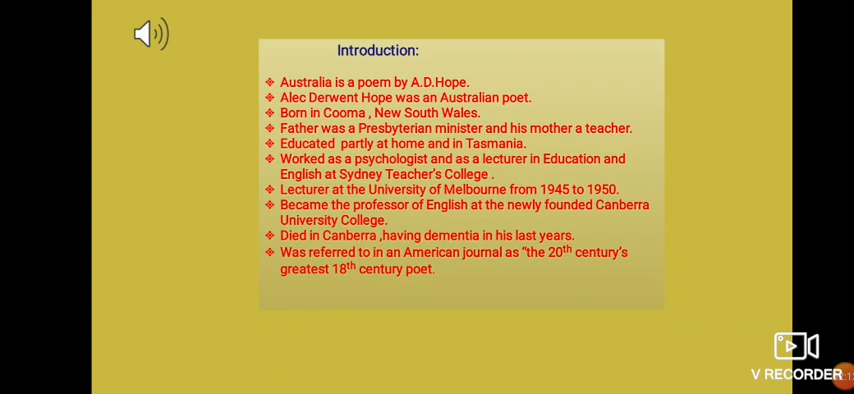 Introduction:
❖ Australia is a poem by A.D.Hope.
❖ Alec Derwent Hope was an Australian poet.
❖ Born in Cooma , New South Wales.
❖ Father was a Presbyterian minister and his mother a teacher.
❖ Educated  partly at home and in Tasmania.
❖ Worked as a psychologist and as a lecturer in Education and
English at Sydney Teacher's College .
❖ Lecturer at the University of Melbourne from 1945 to 1950.
❖ Became the professor of English at the newly founded Canberra
University College.
❖ Died in Canberra ,having dementia in his last years.
❖ Was referred to in an American journal as “the 20th century’s
greatest 18th century poet.
V RECORDER